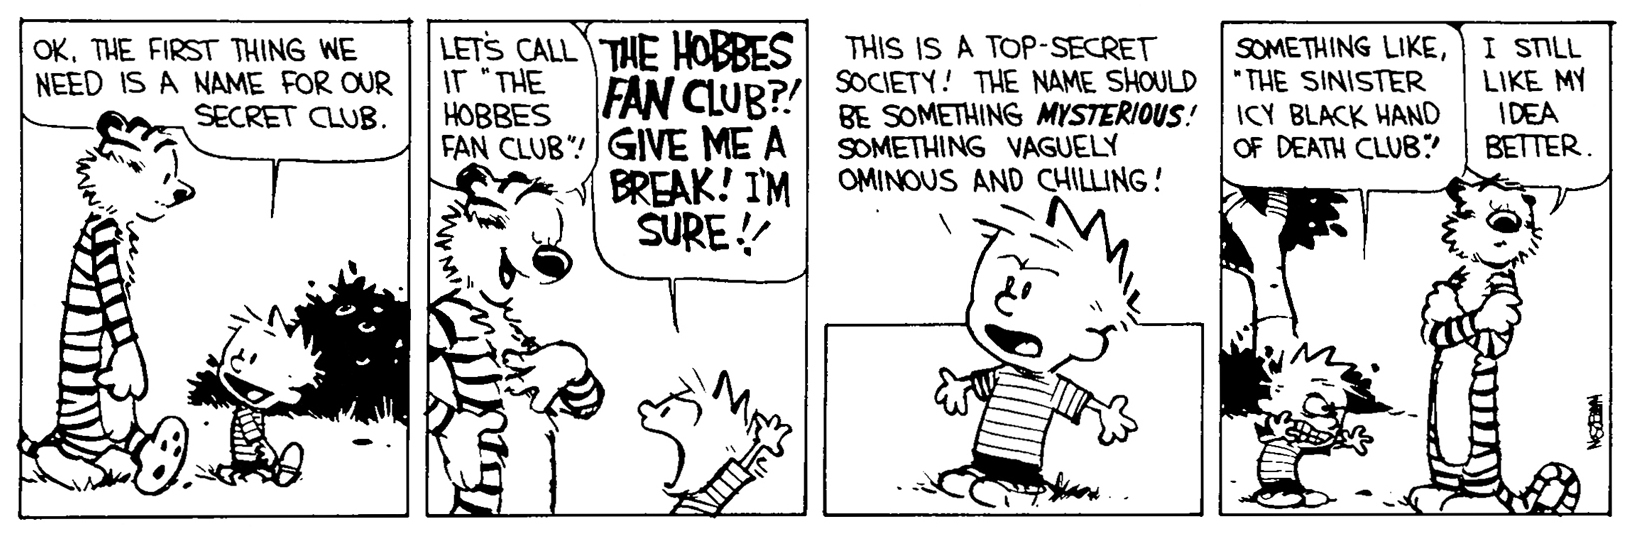 OK, THE FIRST THING WE
NEED IS A NAME FOR OUR
SECRET CLUB.
LET'S CALL
IT "THE
HOBBES
FAN CLUB"!
THE HOBBES
FAN CLUB?!
GIVE ME A
BREAK! I'M
SURE!!
THIS IS A TOP-SECRET
SOCIETY! THE NAME SHOULD
BE SOMETHING MYSTERIOUS!
SOMETHING VAGUELY
OMINOUS AND CHILLING!
SOMETHING LIKE,
"THE SINISTER
ICY BLACK HAND
OF DEATH CLUB"!
I STILL
LIKE MY
IDEA
BETTER.
WATTERSON